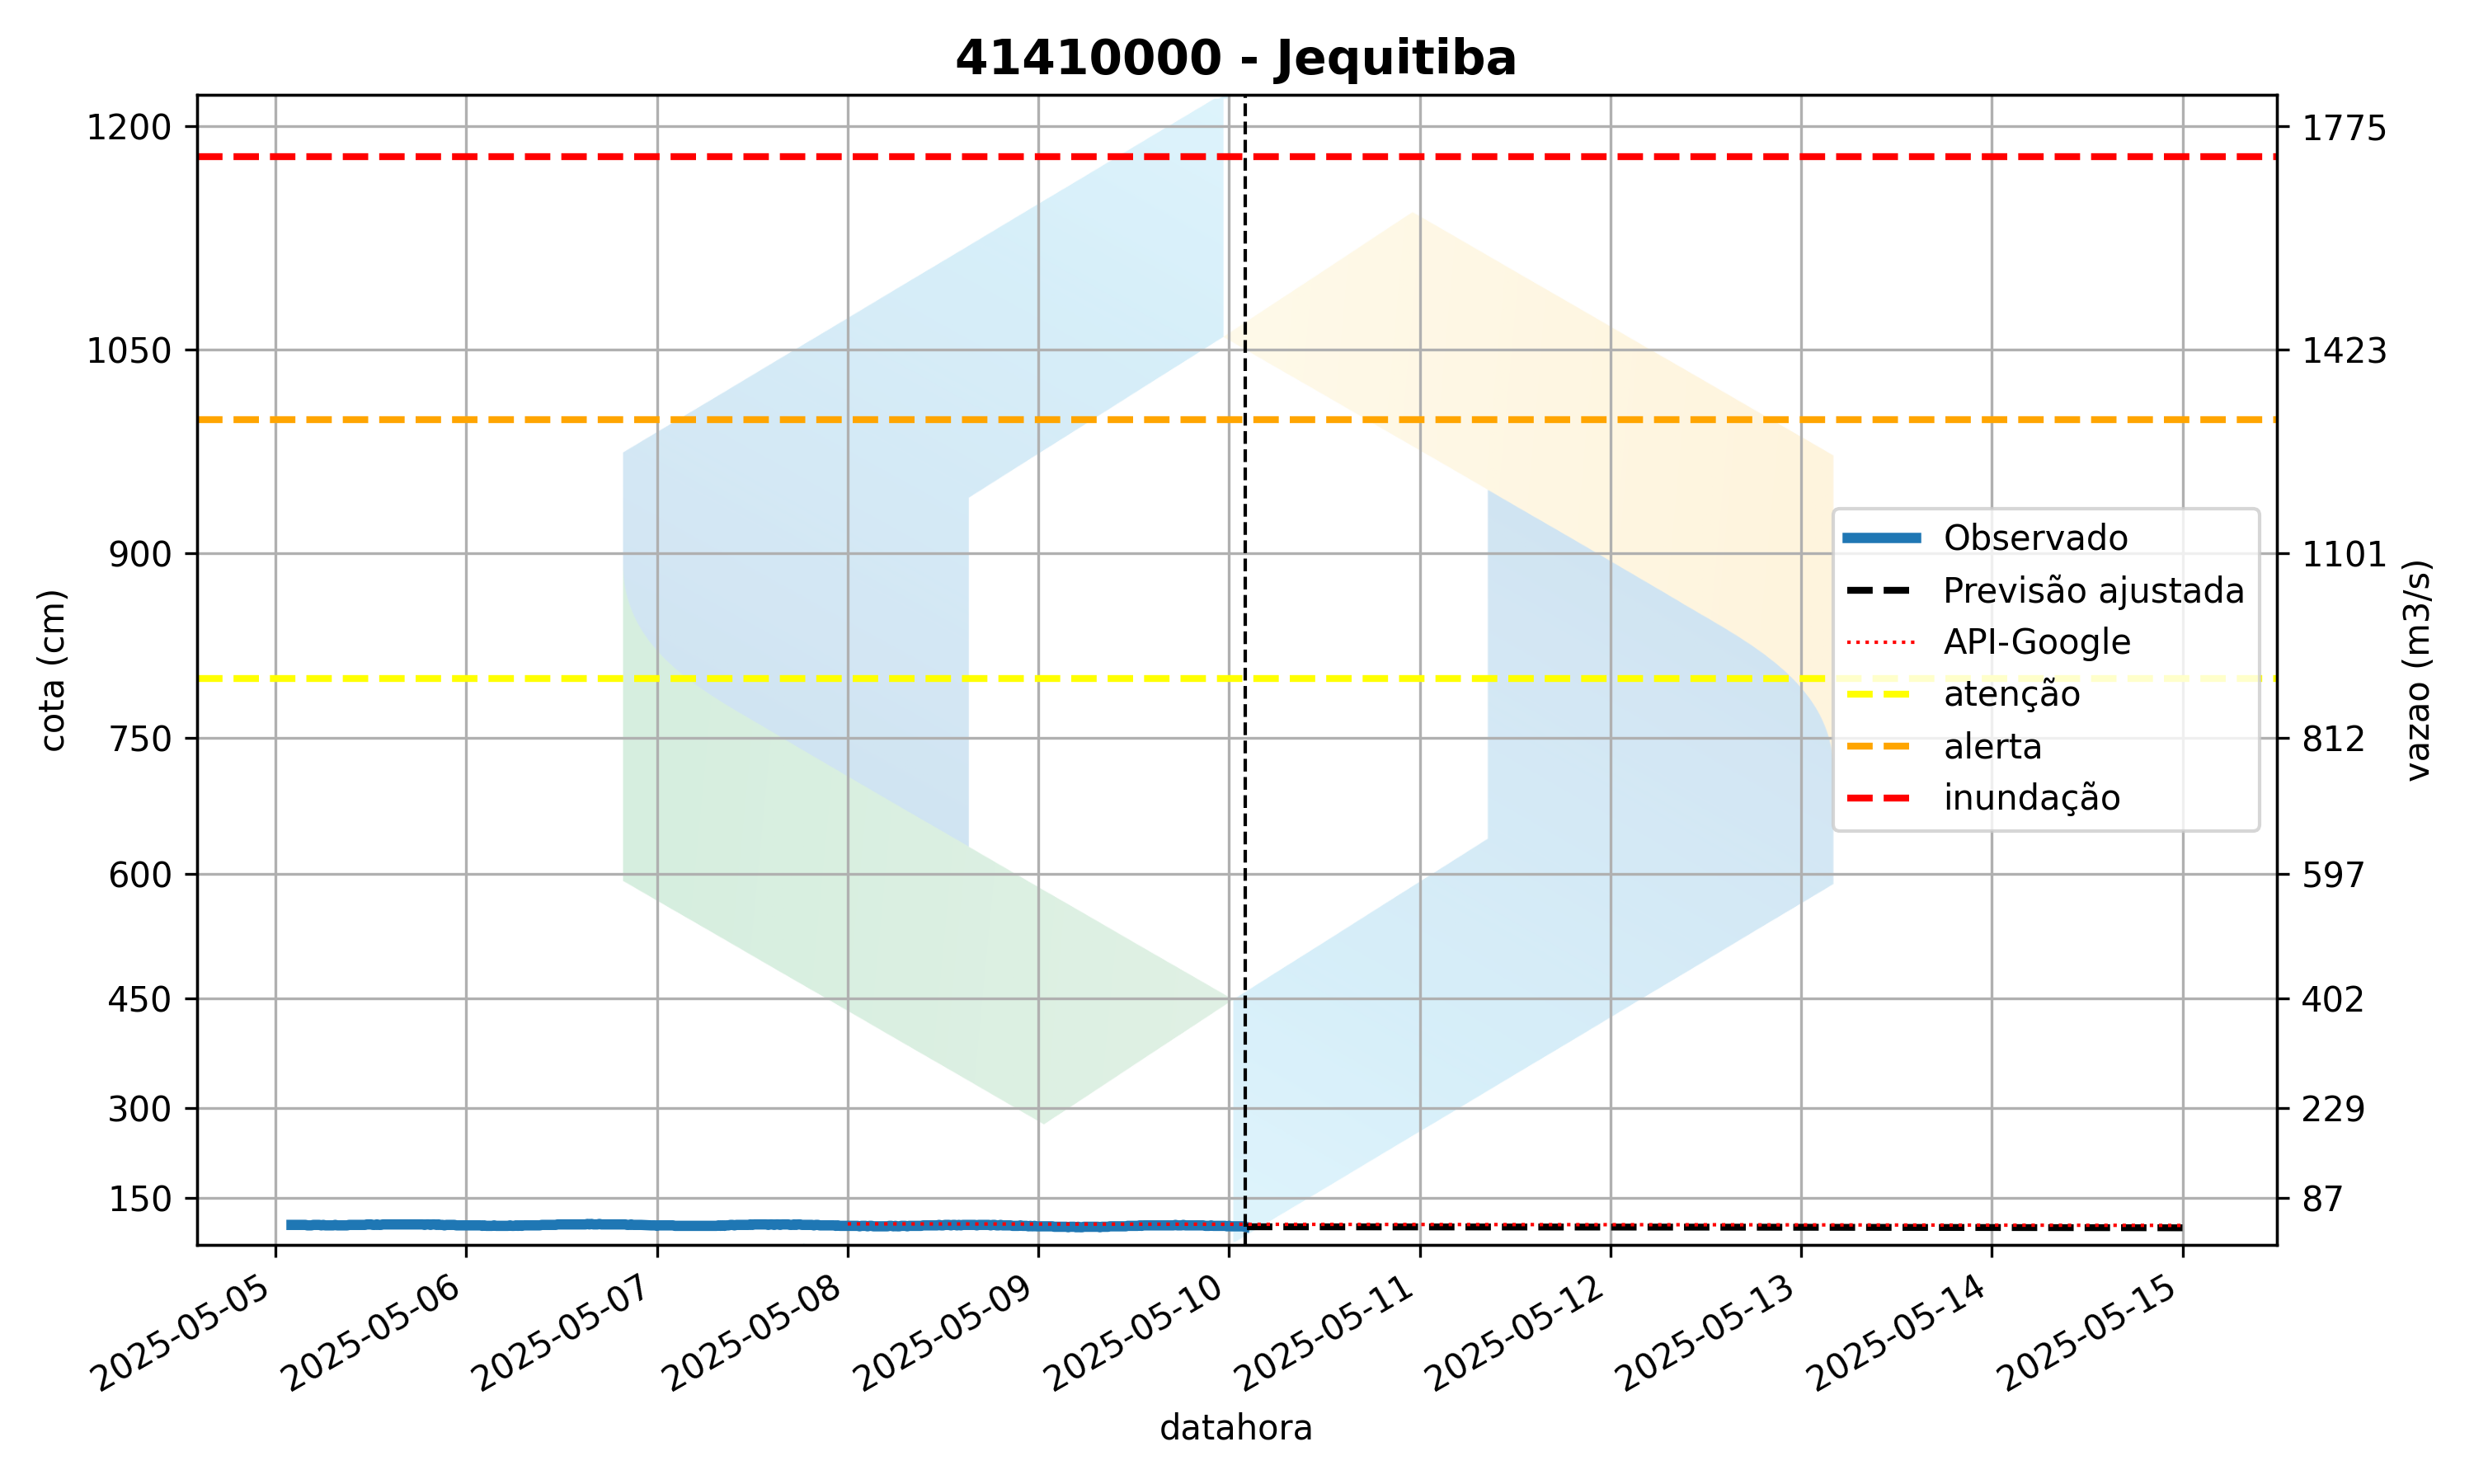 41410000 - Jequitiba
1200
1050
900
750
600
450
300
150
cota (cm)
1775
1423
1101
812
597
402
229
87
vazao (m3/s)
Observado
Previsão ajustada
API-Google
atenção
alerta
inundação
2025-05-05
2025-05-06
2025-05-07
2025-05-08
2025-05-09
2025-05-10
2025-05-11
2025-05-12
2025-05-13
2025-05-14
2025-05-15
datahora